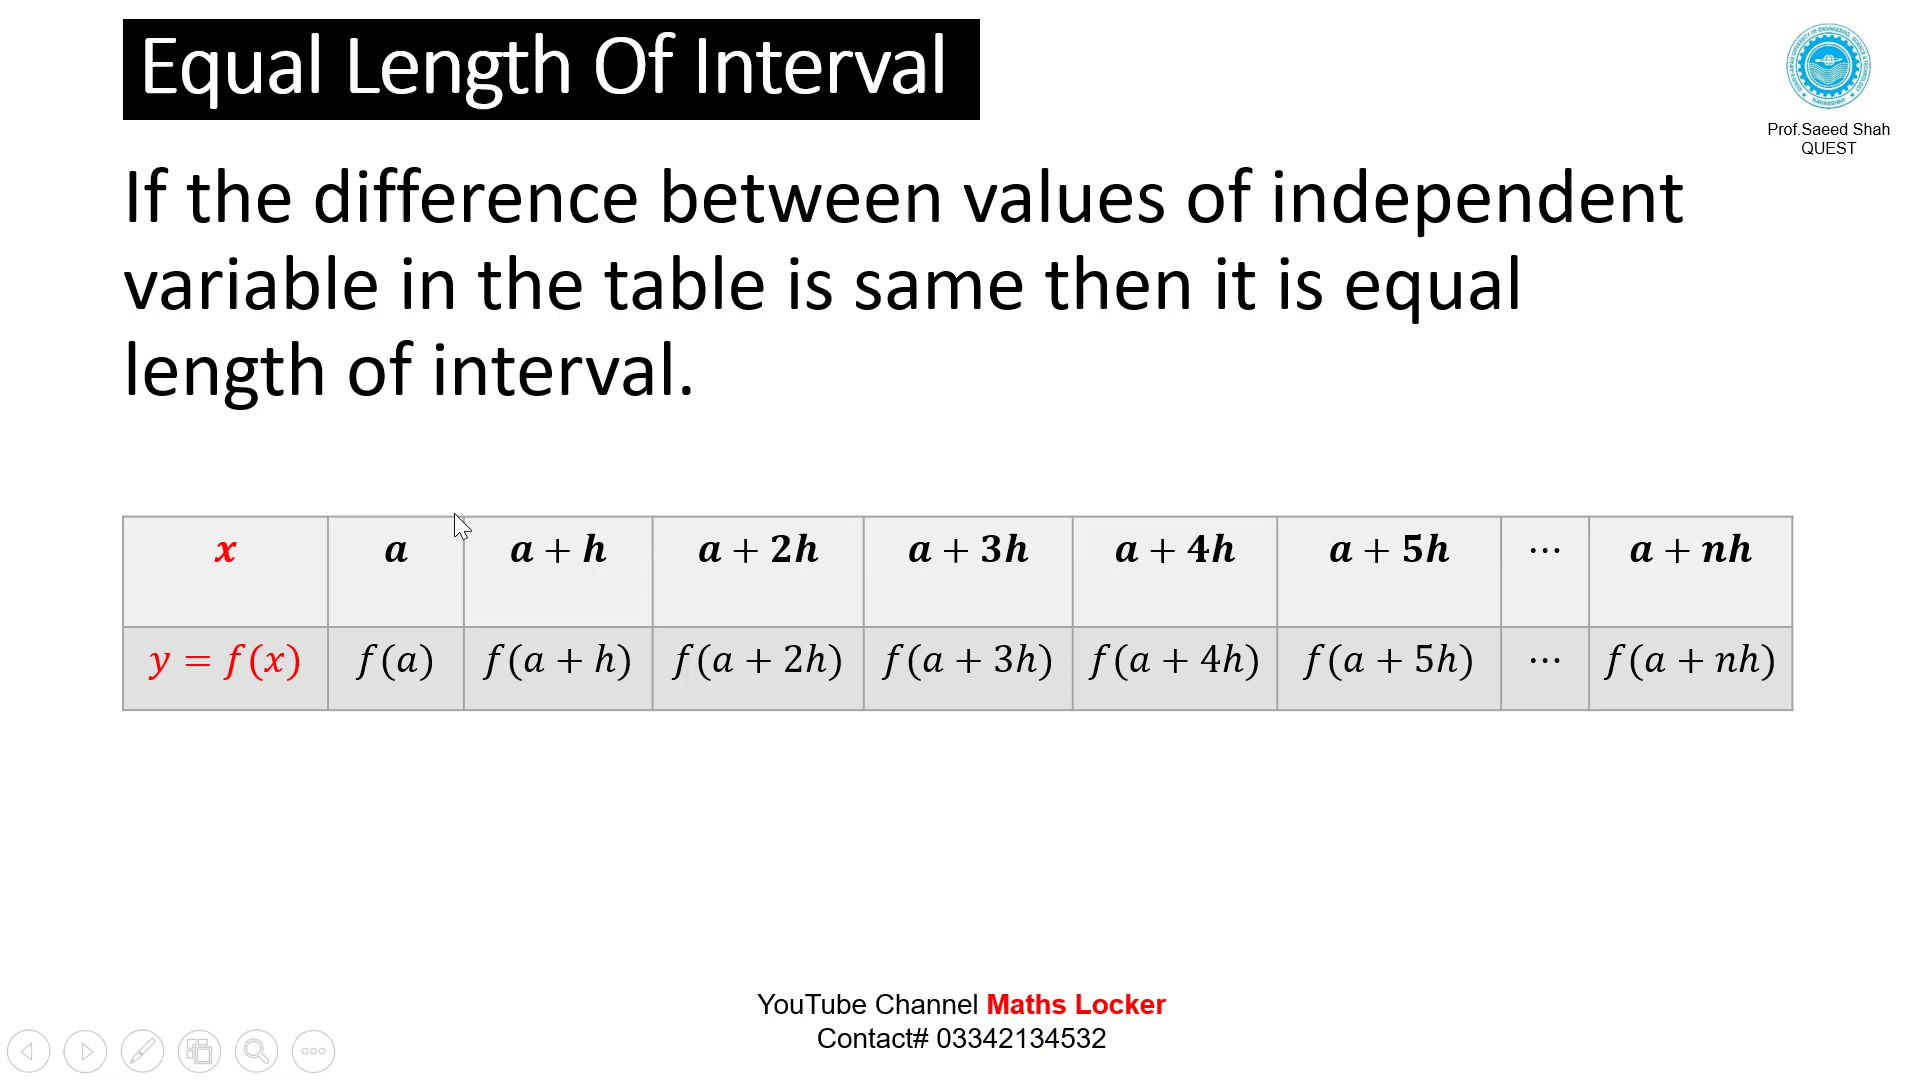 Equal Length Of Interval
Prof.Saeed Shah
QUEST
If the difference between values of independent
variable in the table is same then it is equal
length of interval.
x a a + h a + 2h a + 3h a + 4h a + 5h ⋯ a + nh
y = f(x) f(a) f(a + h) f(a + 2h) f(a + 3h) f(a + 4h) f(a + 5h) ⋯ f(a + nh)
YouTube Channel Maths Locker
Contact# 03342134532